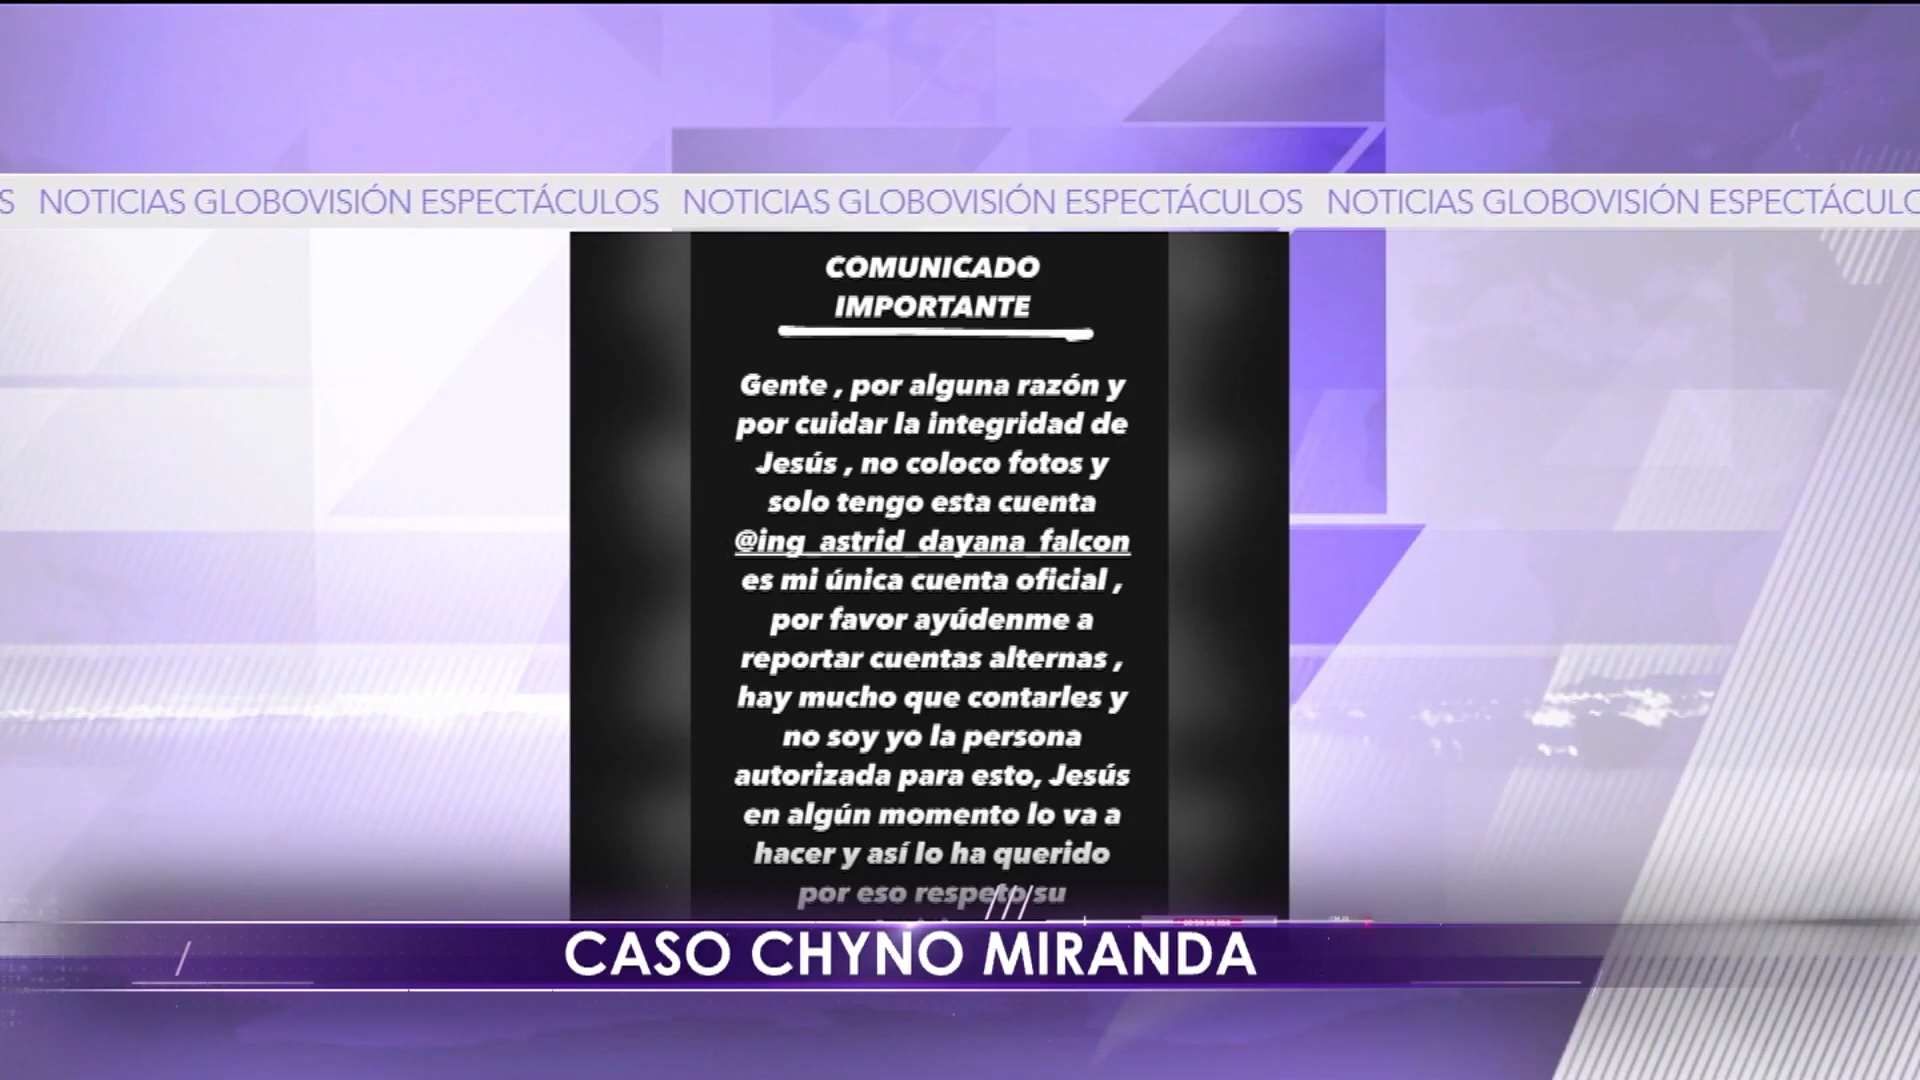 S NOTICIAS GLOBOVISIÓN ESPECTÁCULOS NOTICIAS GLOBOVISIÓN ESPECTÁCULOS NOTICIAS GLOBOVISIÓN ESPECTÁCULO
COMUNICADO
IMPORTANTE
Gente , por alguna razón y
por cuidar la integridad de
Jesús , no coloco fotos y
solo tengo esta cuenta
@ing_astrid_dayana_falcon
es mi única cuenta oficial ,
por favor ayúdenme a
reportar cuentas alternas ,
hay mucho que contarles y
no soy yo la persona
autorizada para esto, Jesús
en algún momento lo va a
hacer y así lo ha querido
por eso respeto su
CASO CHYNO MIRANDA